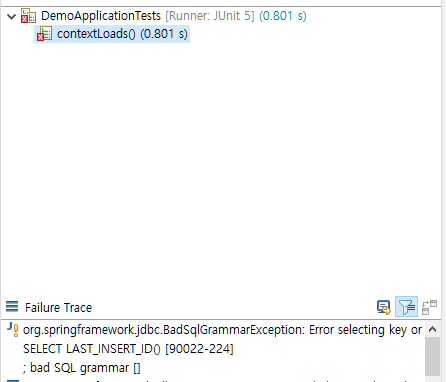 DemoApplicationTests [Runner: JUnit 5] (0.801 s)
contextLoads() (0.801 s)
Failure Trace
org.springframework.jdbc.BadSqlGrammarException: Error selecting key or
SELECT LAST_INSERT_ID() [90022-224]
; bad SQL grammar []